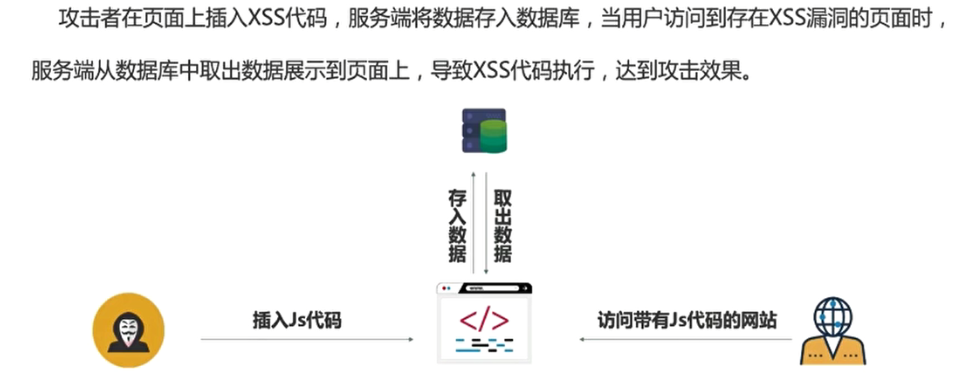 攻击者在页面上插入XSS代码，服务端将数据存入数据库，当用户访问到存在XSS漏洞的页面时，
服务端从数据库中取出数据展示到页面上，导致XSS代码执行，达到攻击效果。
存入数据
取出数据
www.
</>
插入Js代码
访问带有Js代码的网站